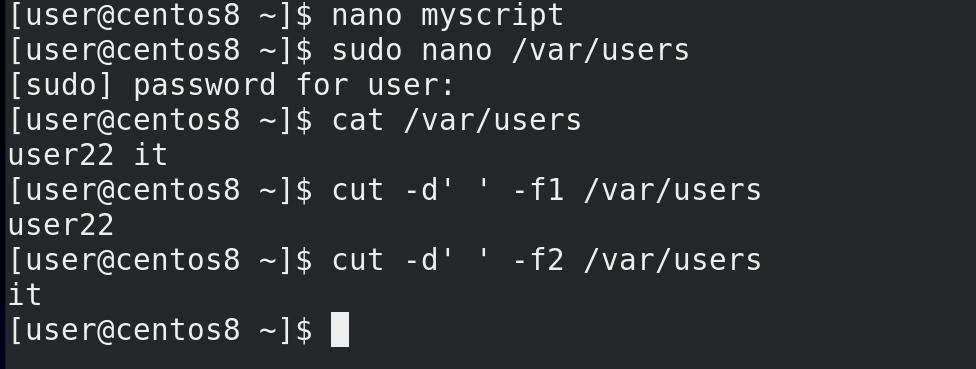 [user@centos8 ~]$ nano myscript
[user@centos8 ~]$ sudo nano /var/users
[sudo] password for user:
[user@centos8 ~]$ cat /var/users
user22 it
[user@centos8 ~]$ cut -d' ' -f1 /var/users
user22
[user@centos8 ~]$ cut -d' ' -f2 /var/users
it
[user@centos8 ~]$